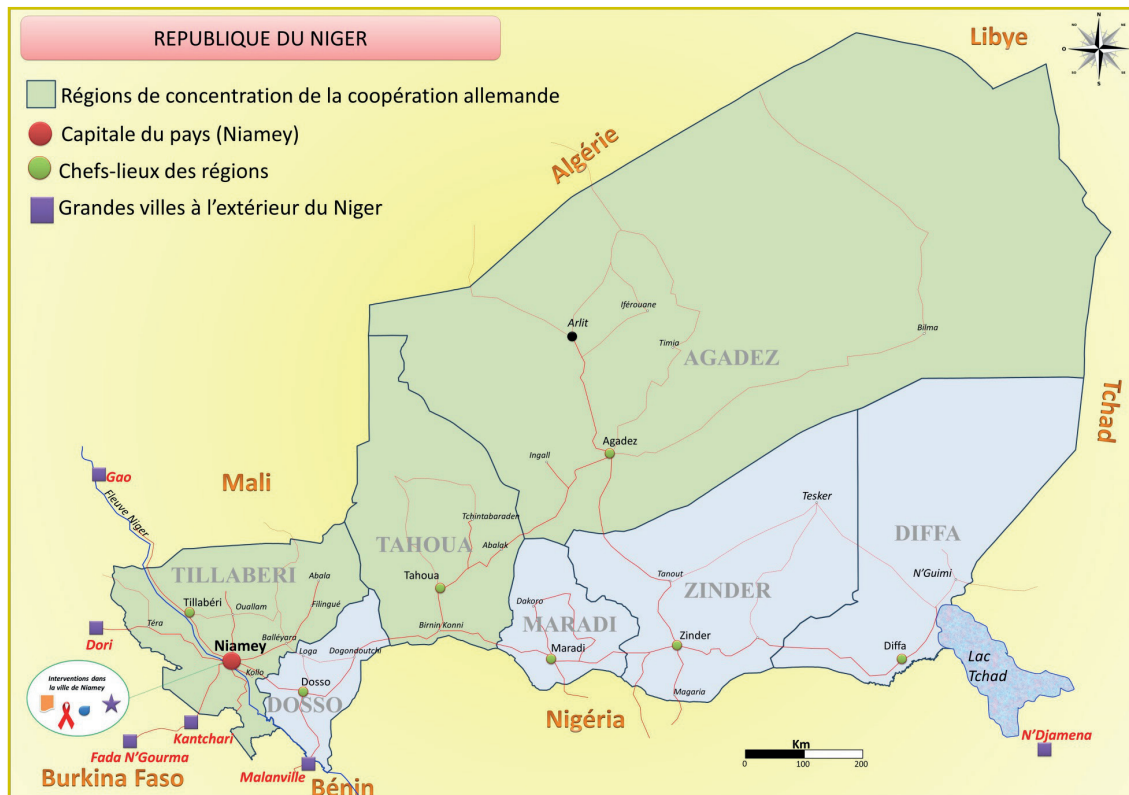 REPUBLIQUE DU NIGER
Régions de concentration de la coopération allemande
Capitale du pays (Niamey)
Chefs-lieux des régions
Grandes villes à l'extérieur du Niger
Libye
N
O
S
Algérie
Tchad
Iférouane
Arlit
Timia
Bilma
AGADEZ
Agadez
Ingall
Gao
Mali
Fleuve Niger
Tesker
Tchintabaraden
TAHOUA
Abalak
DIFFA
TILLABERI
Abala
Tahoua
Tanout
ZINDER
N'Guimi
Tillabéri
Ouallam
Filingué
Dakoro
Téra
Birnin Konni
MARADI
Balléyara
Zinder
Dori
Niamey
Loga
Dogondoutchi
Maradi
Diffa
Lac
Tchad
Kollo
Interventions dans
la ville de Niamey
Dosso
DOSSO
Magaria
Nigéria
Kantchari
N'Djamena
Fada N'Gourma
Km
0
100
200
Burkina Faso
Malanville
Bénin